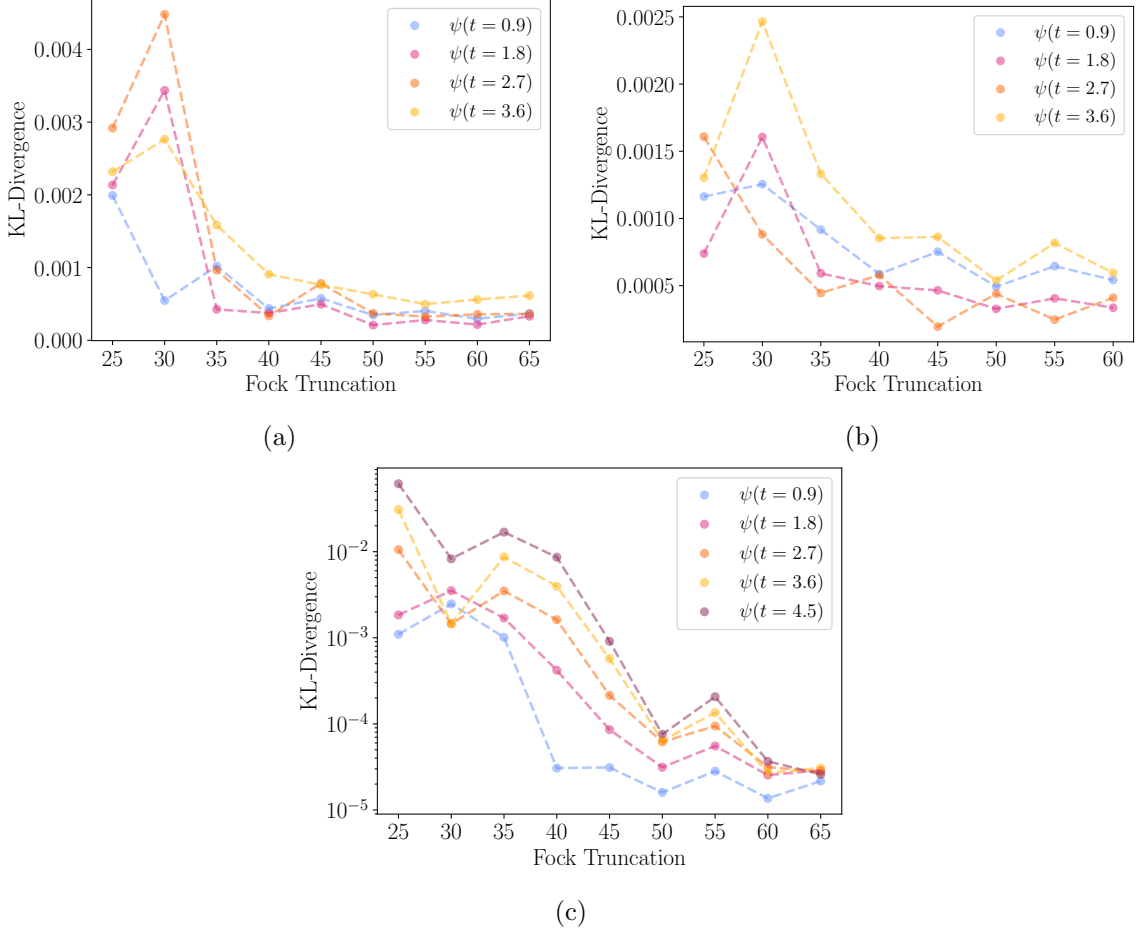 KL-Divergence
0.004
0.003
0.002
0.001
0.000
ψ(t = 0.9)
ψ(t = 1.8)
ψ(t = 2.7)
ψ(t = 3.6)
25 30 35 40 45 50 55 60 65
Fock Truncation
(a)
KL-Divergence
0.0025
0.0020
0.0015
0.0010
0.0005
ψ(t = 0.9)
ψ(t = 1.8)
ψ(t = 2.7)
ψ(t = 3.6)
25 30 35 40 45 50 55 60
Fock Truncation
(b)
KL-Divergence
10⁻²
10⁻³
10⁻⁴
10⁻⁵
ψ(t = 0.9)
ψ(t = 1.8)
ψ(t = 2.7)
ψ(t = 3.6)
ψ(t = 4.5)
25 30 35 40 45 50 55 60 65
Fock Truncation
(c)